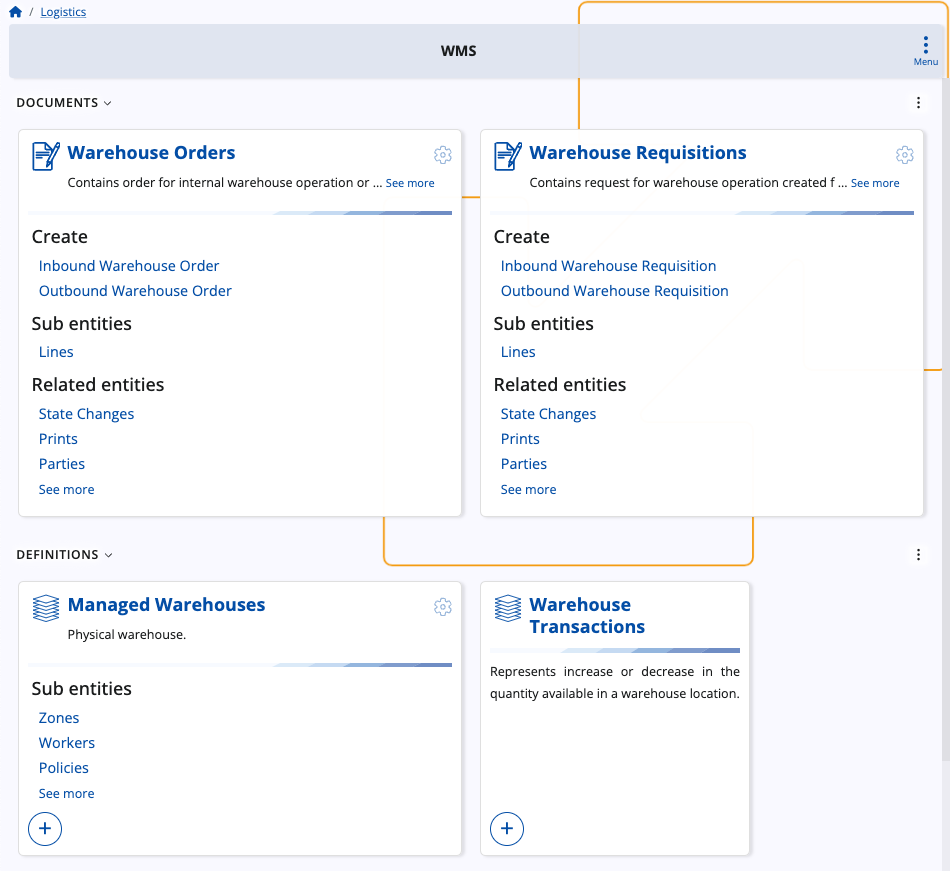 / Logistics
WMS
Menu
DOCUMENTS
Warehouse Orders
Contains order for internal warehouse operation or ... See more
Create
Inbound Warehouse Order
Outbound Warehouse Order
Sub entities
Lines
Related entities
State Changes
Prints
Parties
See more
Warehouse Requisitions
Contains request for warehouse operation created f ... See more
Create
Inbound Warehouse Requisition
Outbound Warehouse Requisition
Sub entities
Lines
Related entities
State Changes
Prints
Parties
See more
DEFINITIONS
Managed Warehouses
Physical warehouse.
Sub entities
Zones
Workers
Policies
See more
Warehouse
Transactions
Represents increase or decrease in the
quantity available in a warehouse location.